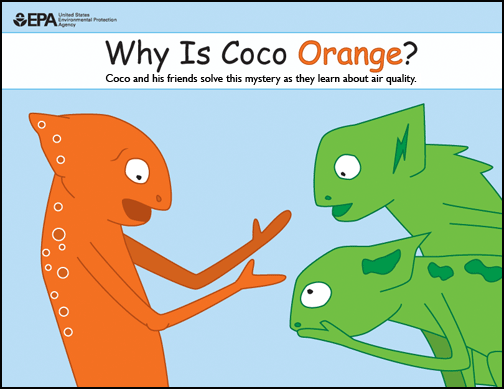 EPA
United States
Environmental Protection
Agency
Why Is Coco Orange?
Coco and his friends solve this mystery as they learn about air quality.